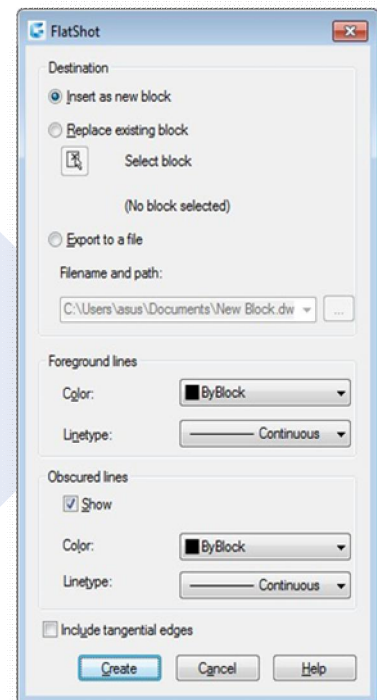 FlatShot
Destination
Insert as new block
Replace existing block
Select block
(No block selected)
Export to a file
Filename and path:
C:\Users\asus\Documents\New Block.dw ...
Foreground lines
Color: ByBlock
Linetype: Continuous
Obscured lines
Show
Color: ByBlock
Linetype: Continuous
Include tangential edges
Create Cancel Help